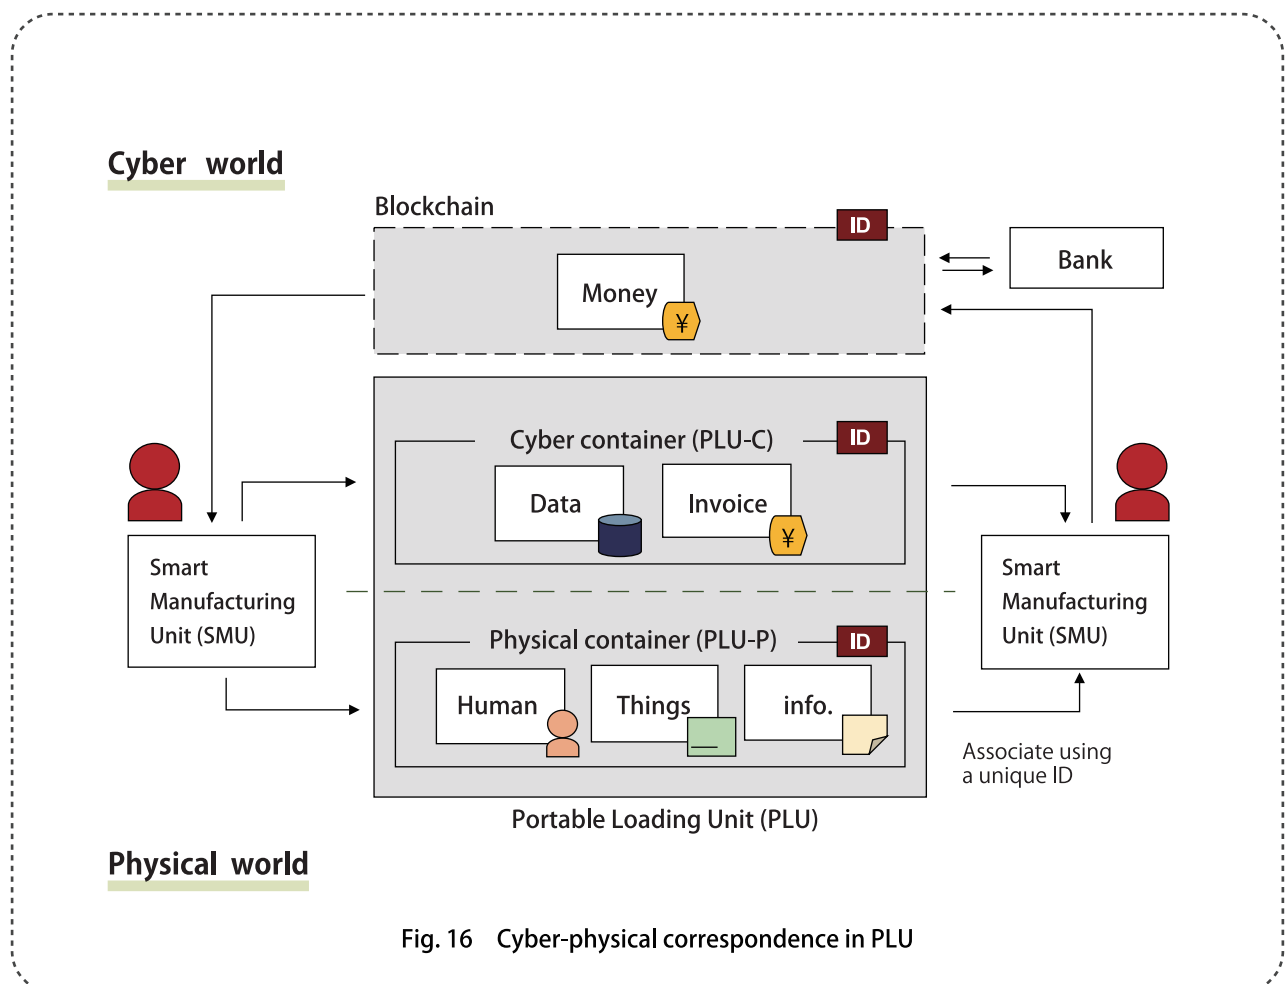 Cyber world
Blockchain
ID
Money
¥
Bank
Cyber container (PLU-C)
ID
Data
Invoice
¥
Smart
Manufacturing
Unit (SMU)
Smart
Manufacturing
Unit (SMU)
Physical container (PLU-P)
ID
Human
Things
info.
Associate using
a unique ID
Portable Loading Unit (PLU)
Physical world
Fig. 16 Cyber-physical correspondence in PLU